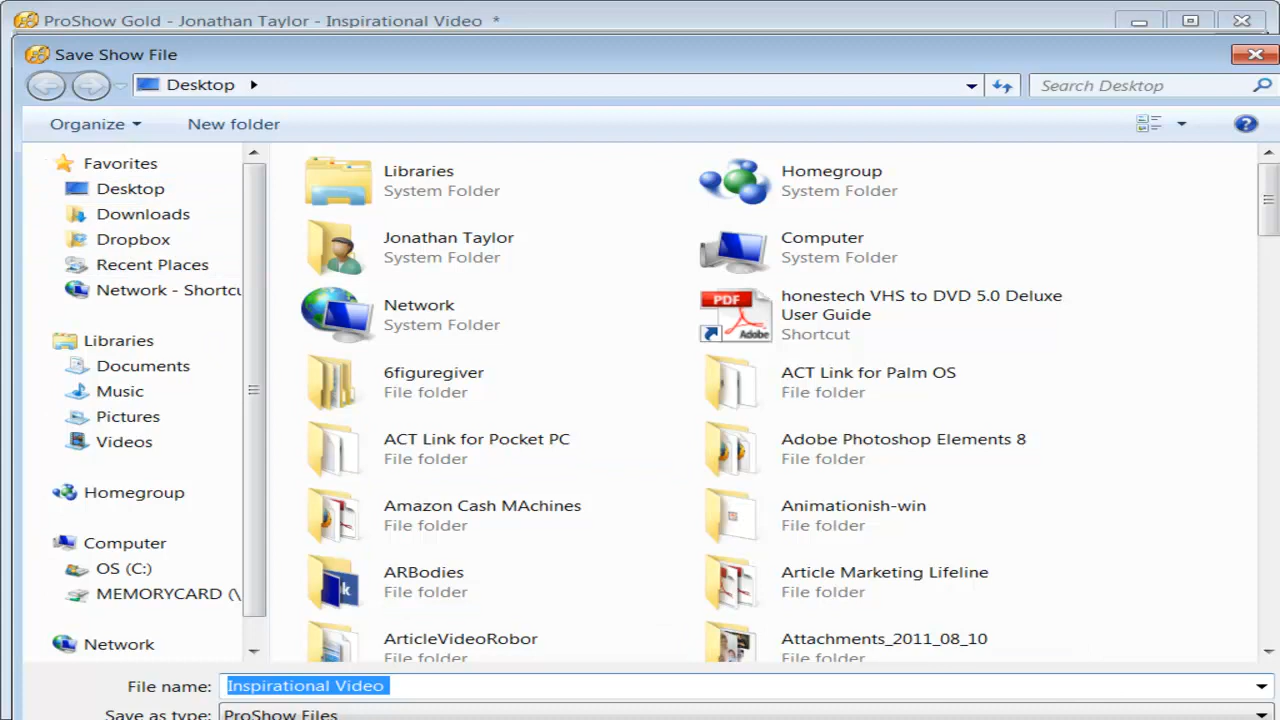 ProShow Gold - Jonathan Taylor - Inspirational Video *
Save Show File
Desktop
Search Desktop
Organize
New folder
Favorites
Desktop
Downloads
Dropbox
Recent Places
Network - Shortcu
Libraries
Documents
Music
Pictures
Videos
Homegroup
Computer
OS (C:)
MEMORYCARD (\
Network
Libraries
System Folder
Homegroup
System Folder
Jonathan Taylor
System Folder
Computer
System Folder
Network
System Folder
PDF
Adobe
honestech VHS to DVD 5.0 Deluxe
User Guide
Shortcut
6figuregiver
File folder
ACT Link for Palm OS
File folder
ACT Link for Pocket PC
File folder
Adobe Photoshop Elements 8
File folder
Amazon Cash MAchines
File folder
Animationish-win
File folder
ARBodies
File folder
Article Marketing Lifeline
File folder
ArticleVideoRobor
File folder
Attachments_2011_08_10
File folder
File name: Inspirational Video
Save as type: ProShow Files